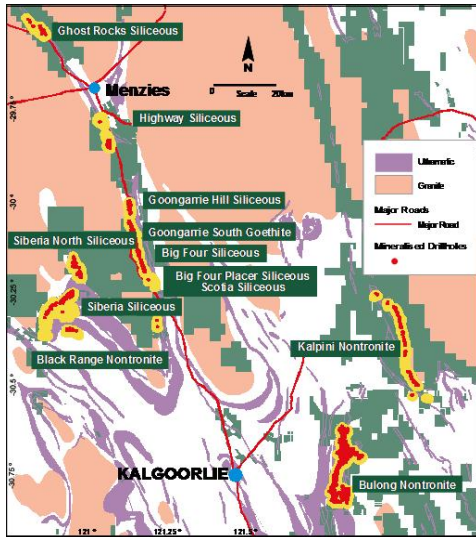 Ghost Rocks Siliceous
N
0 Scale 20km
-29.75
Menzies
Highway Siliceous
Ultramafic
Granite
Major Roads
Major Road
Mineralised Drillholes
-30°
Goongarrie Hill Siliceous
Goongarrie South Goethite
Siberia North Siliceous
Big Four Siliceous
Big Four Placer Siliceous
Scotia Siliceous
-30.25
Siberia Siliceous
Black Range Nontronite
Kalpini Nontronite
-30.5
-30.75
KALGOORLIE
Bulong Nontronite
121 °
121.25
121.5